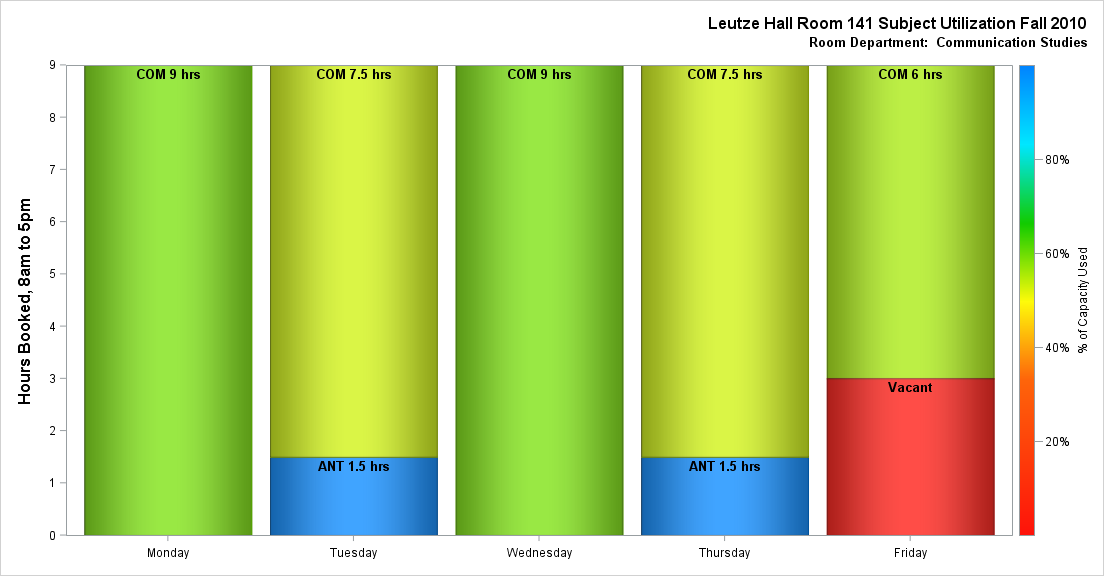 Leutze Hall Room 141 Subject Utilization Fall 2010
Room Department:  Communication Studies
Hours Booked, 8am to 5pm
9
8
7
6
5
4
3
2
1
0
COM 9 hrs
COM 7.5 hrs
COM 9 hrs
COM 7.5 hrs
COM 6 hrs
ANT 1.5 hrs
ANT 1.5 hrs
Vacant
Monday
Tuesday
Wednesday
Thursday
Friday
80%
60%
40%
20%
% of Capacity Used